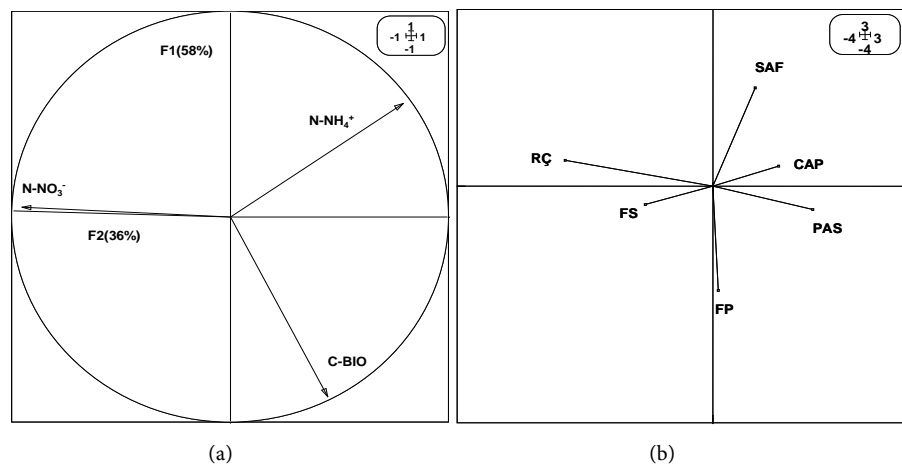 F1(58%)
1
-1 1
-1
N-NH₄⁺
N-NO₃⁻
F2(36%)
C-BIO
(a)
3
-4 3
-4
SAF
RÇ
CAP
FS
PAS
FP
(b)